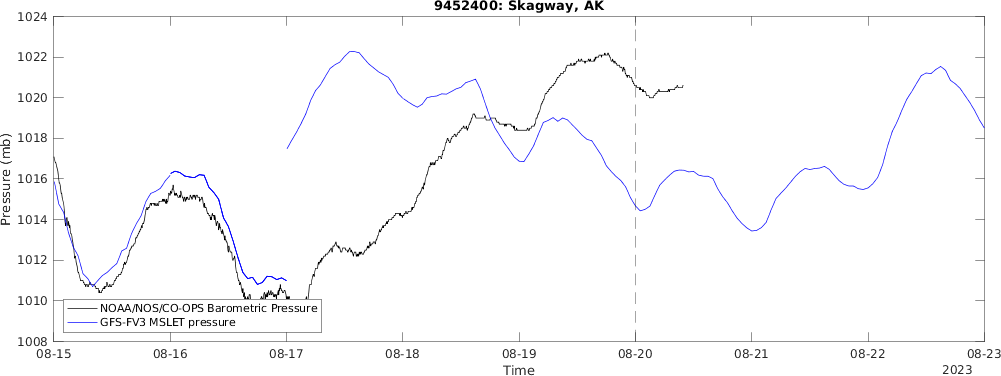 9452400: Skagway, AK
1024
1022
1020
1018
1016
1014
1012
1010
1008
Pressure (mb)
NOAA/NOS/CO-OPS Barometric Pressure
GFS-FV3 MSLET pressure
08-15 08-16 08-17 08-18 08-19 08-20 08-21 08-22 08-23
Time
2023